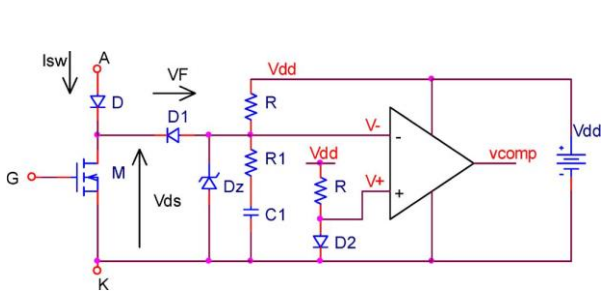 Isw
A
VF
Vdd
D
D1
R
V-
Vdd
Vdd
-
+
-
G
M
Vds
Dz
R1
R
V+
+
vcomp
C1
D2
K